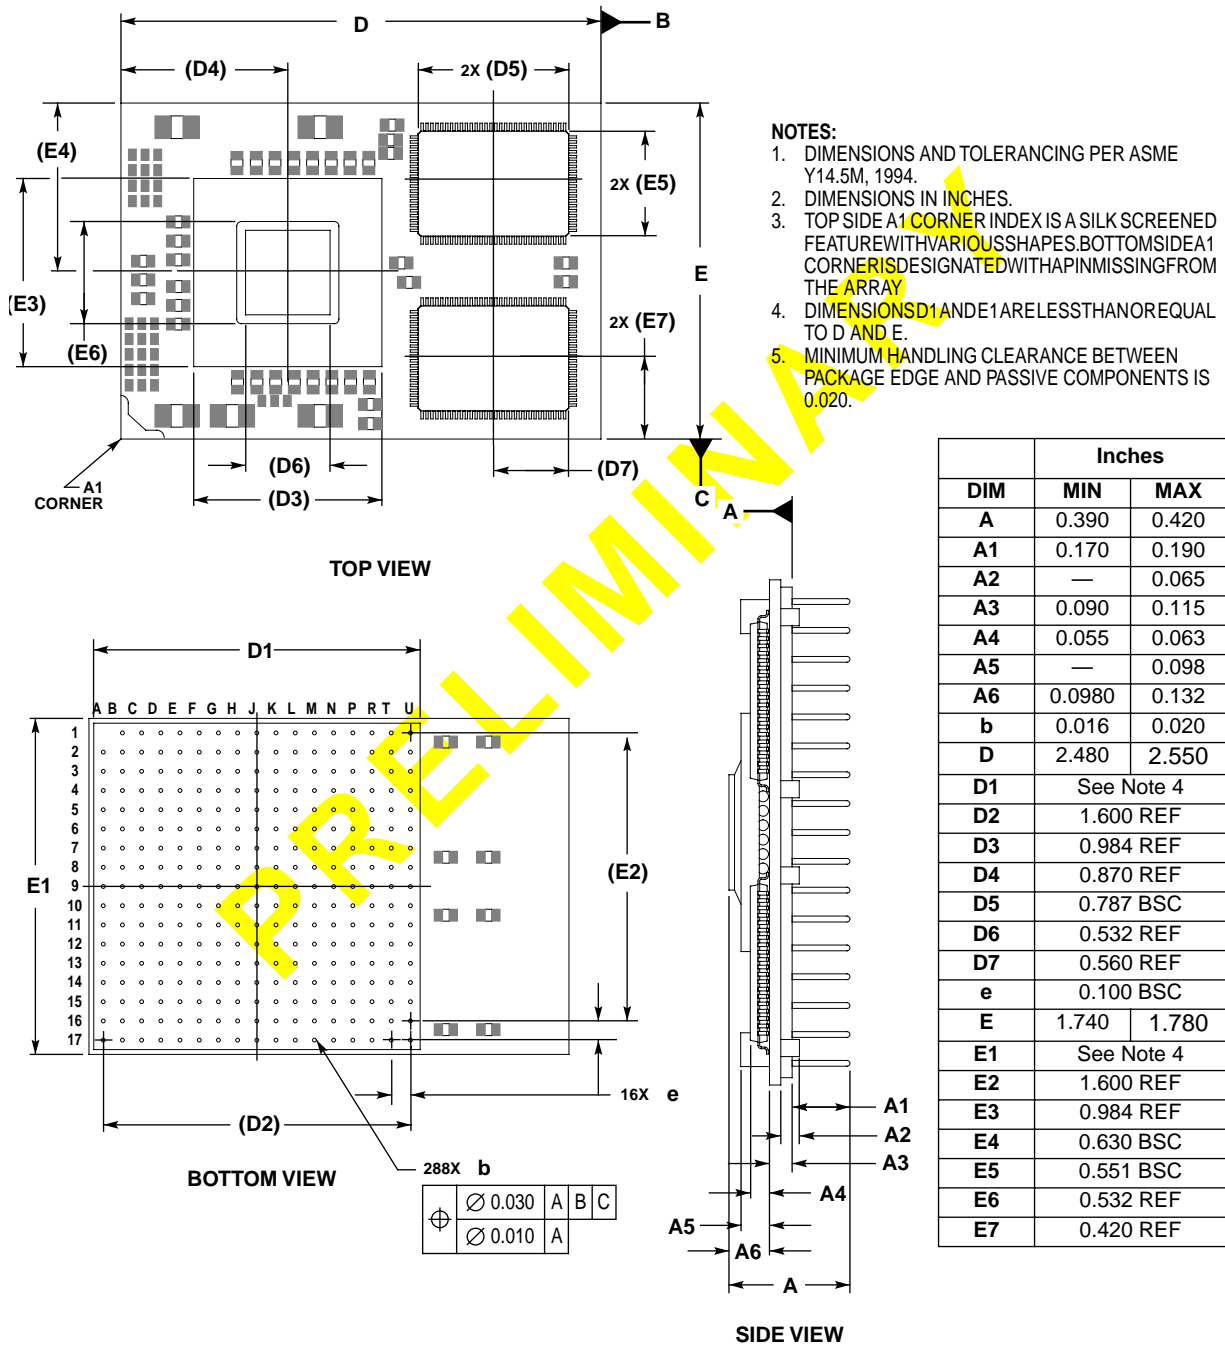 D
B
(D4)
2X (D5)
(E4)
2X (E5)
(E3)
E
2X (E7)
(E6)
(D6)
(D7)
(D3)
A1
CORNER
C
TOP VIEW
NOTES:
1. DIMENSIONS AND TOLERANCING PER ASME
Y14.5M, 1994.
2. DIMENSIONS IN INCHES.
3. TOP SIDE A1 CORNER INDEX IS A SILK SCREENED
FEATUREWITHVARIOUSSHAPES.BOTTOMSIDEA1
CORNERISDESIGNATEDWITHAPINMISSINGFROM
THE ARRAY
4. DIMENSIONSD1ANDE1ARELESSTHANOREQUAL
TO D AND E.
5. MINIMUM HANDLING CLEARANCE BETWEEN
PACKAGE EDGE AND PASSIVE COMPONENTS IS
0.020.
PRELIMINARY
Inches
DIM MIN MAX
A 0.390 0.420
A1 0.170 0.190
A2 — 0.065
A3 0.090 0.115
A4 0.055 0.063
A5 — 0.098
A6 0.0980 0.132
b 0.016 0.020
D 2.480 2.550
D1 See Note 4
D2 1.600 REF
D3 0.984 REF
D4 0.870 REF
D5 0.787 BSC
D6 0.532 REF
D7 0.560 REF
e 0.100 BSC
E 1.740 1.780
E1 See Note 4
E2 1.600 REF
E3 0.984 REF
E4 0.630 BSC
E5 0.551 BSC
E6 0.532 REF
E7 0.420 REF
D1
A B C D E F G H J K L M N P R T U
1
2
3
4
5
6
7
8
9
10
11
12
13
14
15
16
17
E1
(E2)
16X e
(D2)
288X b
BOTTOM VIEW
⌖ ∅ 0.030 A B C
∅ 0.010 A
A
A1
A2
A3
A4
A5
A6
A
SIDE VIEW